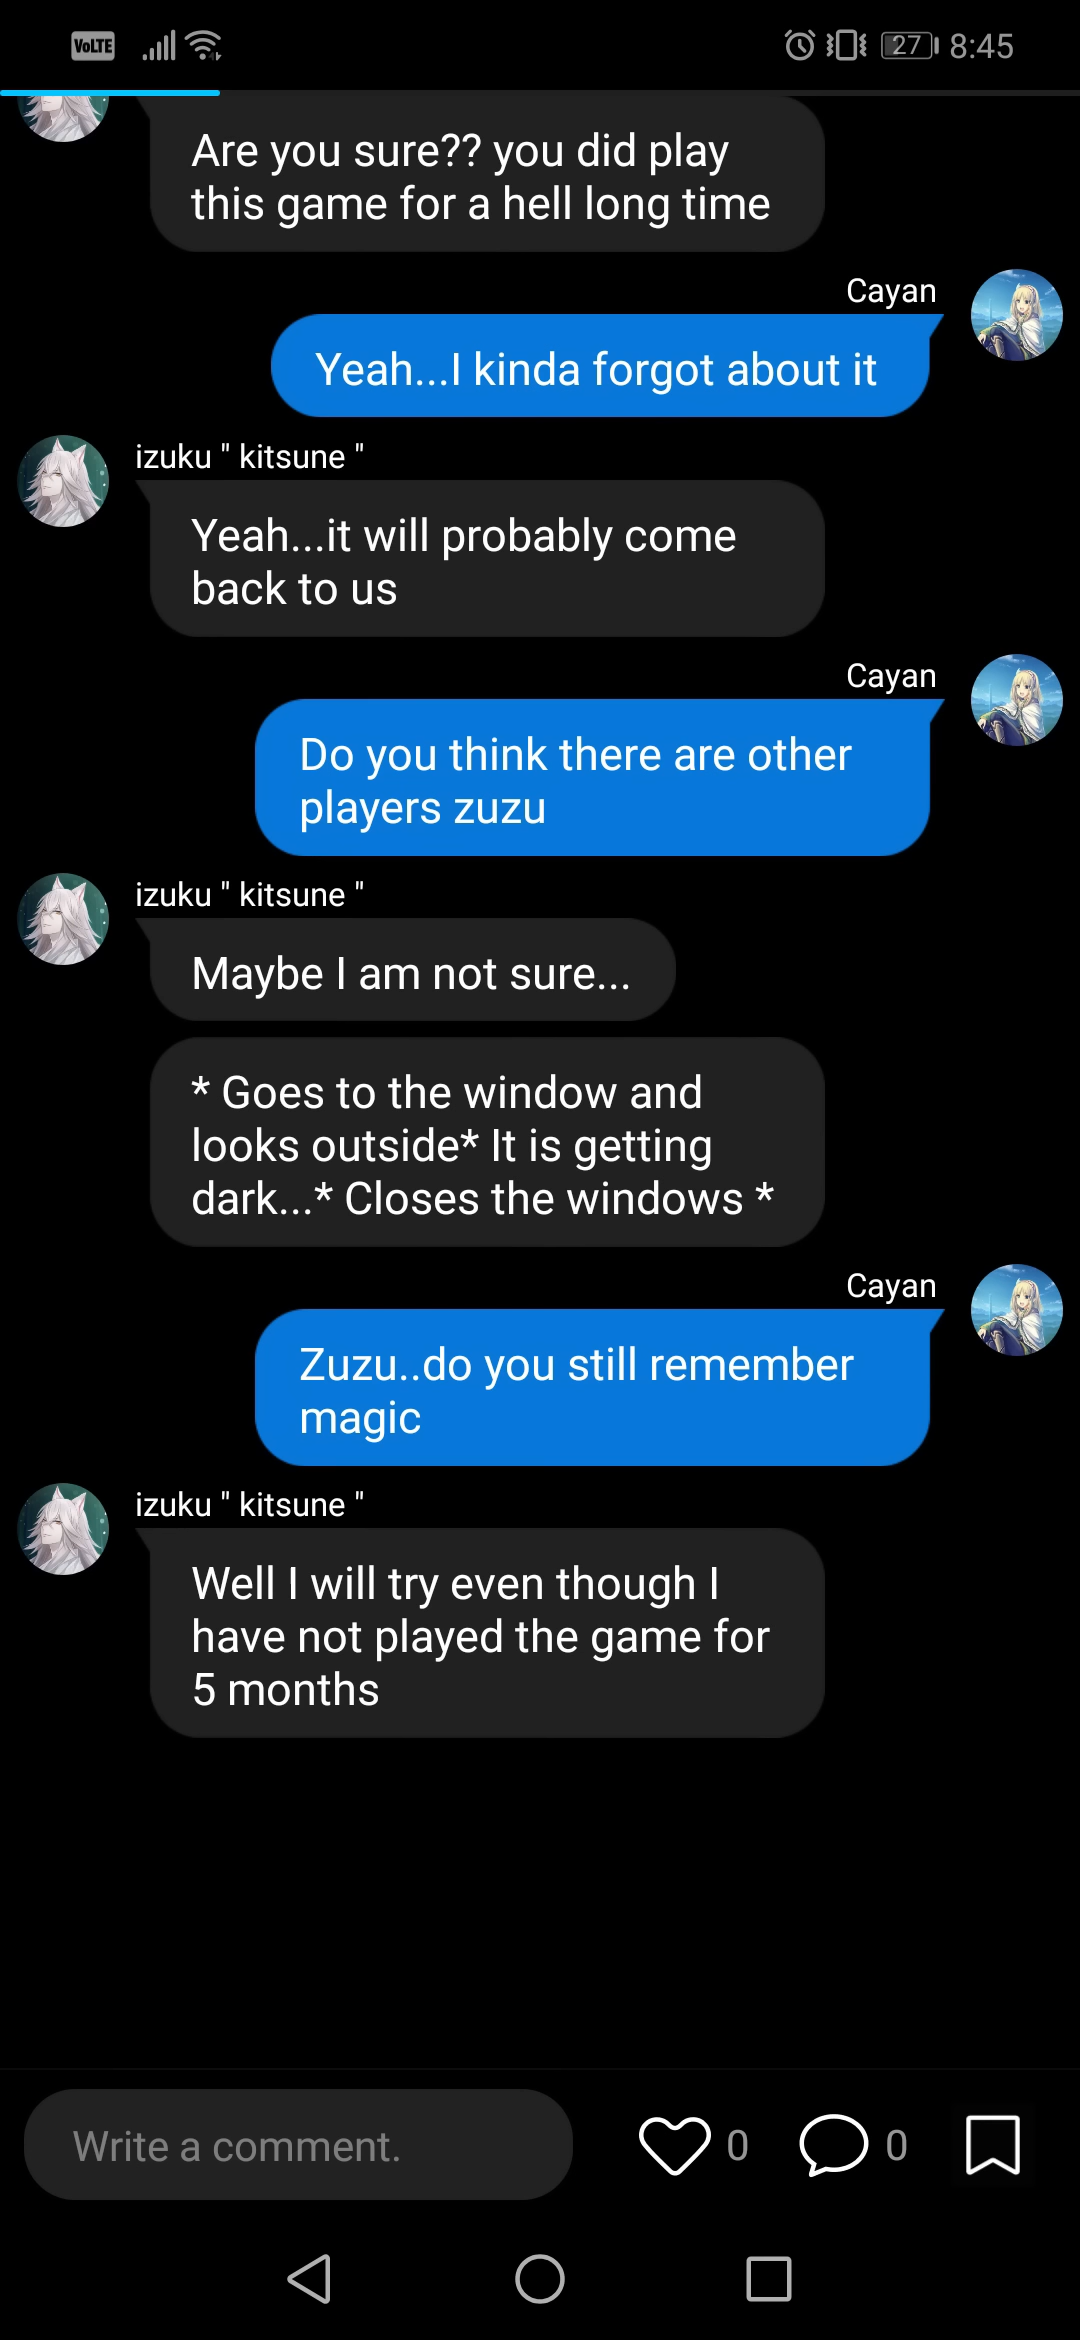 VoLTE 27 8:45
Are you sure?? you did play
this game for a hell long time
Cayan
Yeah...I kinda forgot about it
izuku " kitsune "
Yeah...it will probably come
back to us
Cayan
Do you think there are other
players zuzu
izuku " kitsune "
Maybe I am not sure...
* Goes to the window and
looks outside* It is getting
dark...* Closes the windows *
Cayan
Zuzu..do you still remember
magic
izuku " kitsune "
Well I will try even though I
have not played the game for
5 months
Write a comment. 0 0